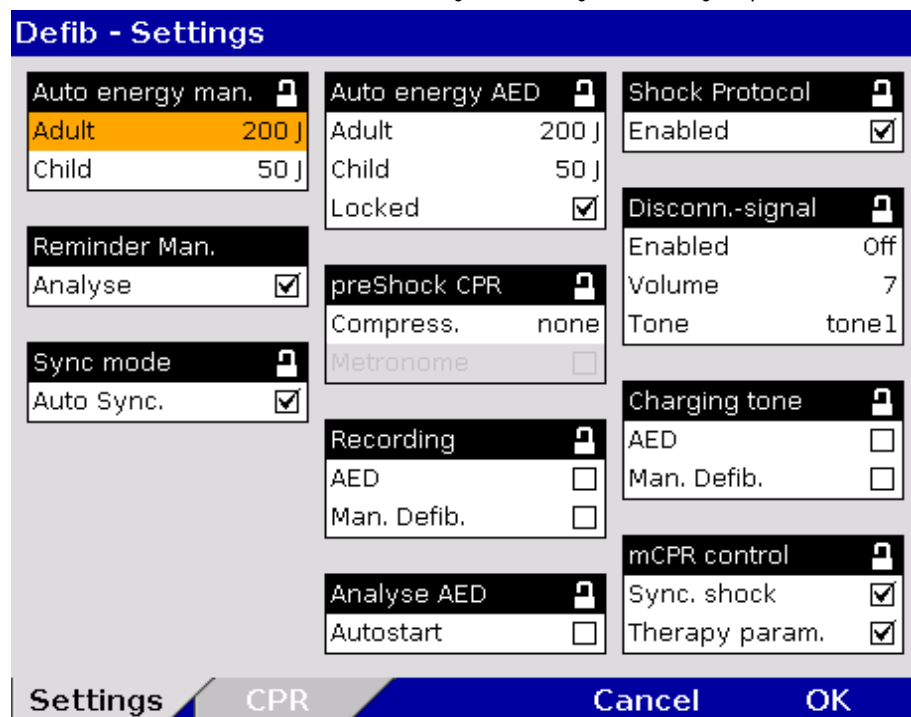 Defib - Settings
Auto energy man.
Adult 200 J
Child 50 J
Reminder Man.
Analyse
Sync mode
Auto Sync.
Auto energy AED
Adult 200 J
Child 50 J
Locked
preShock CPR
Compress. none
Metronome
Recording
AED
Man. Defib.
Analyse AED
Autostart
Shock Protocol
Enabled
Disconn.-signal
Enabled Off
Volume 7
Tone tone1
Charging tone
AED
Man. Defib.
mCPR control
Sync. shock
Therapy param.
Settings CPR Cancel OK